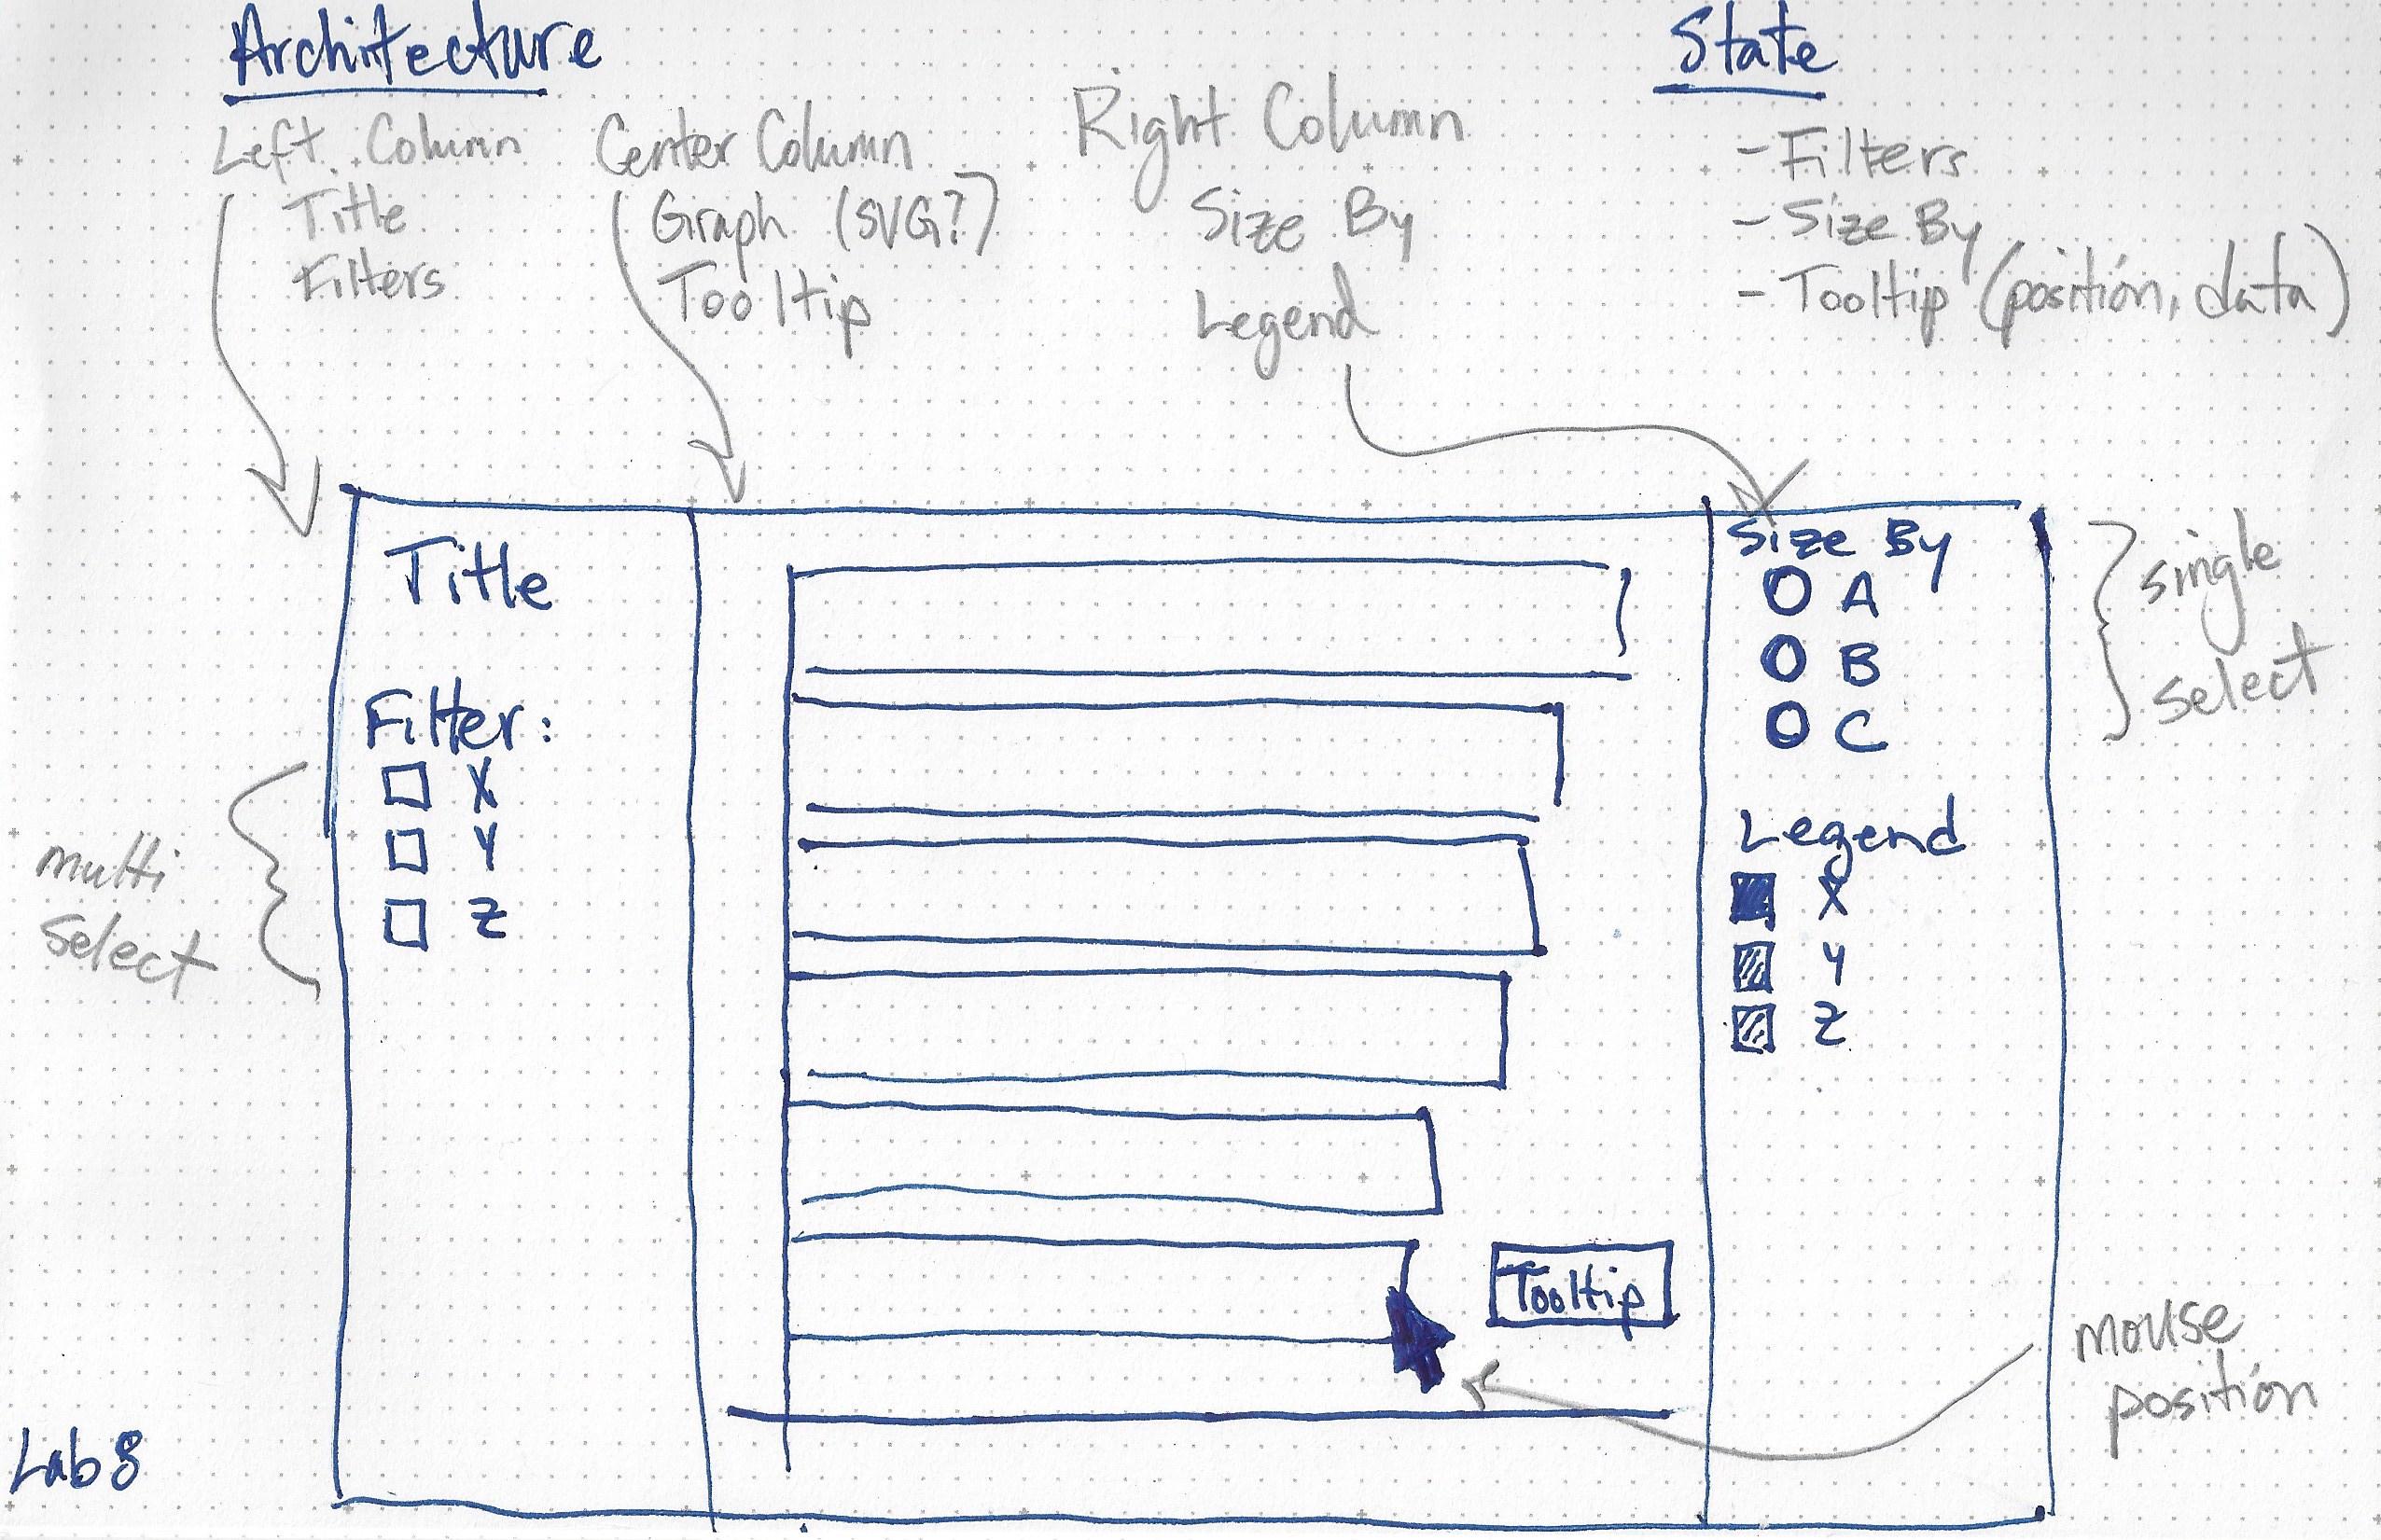 Architecture
Left Column
Title
Filters
Center Column
Graph (SVG?)
Tooltip
Right Column
Size By
Legend
State
- Filters
- Size By
- Tooltip (position, data)
Title
Filter:
X
Y
Z
multi
select
Size By
A
B
C
single
select
Legend
X
Y
Z
Tooltip
mouse
position
Lab 8